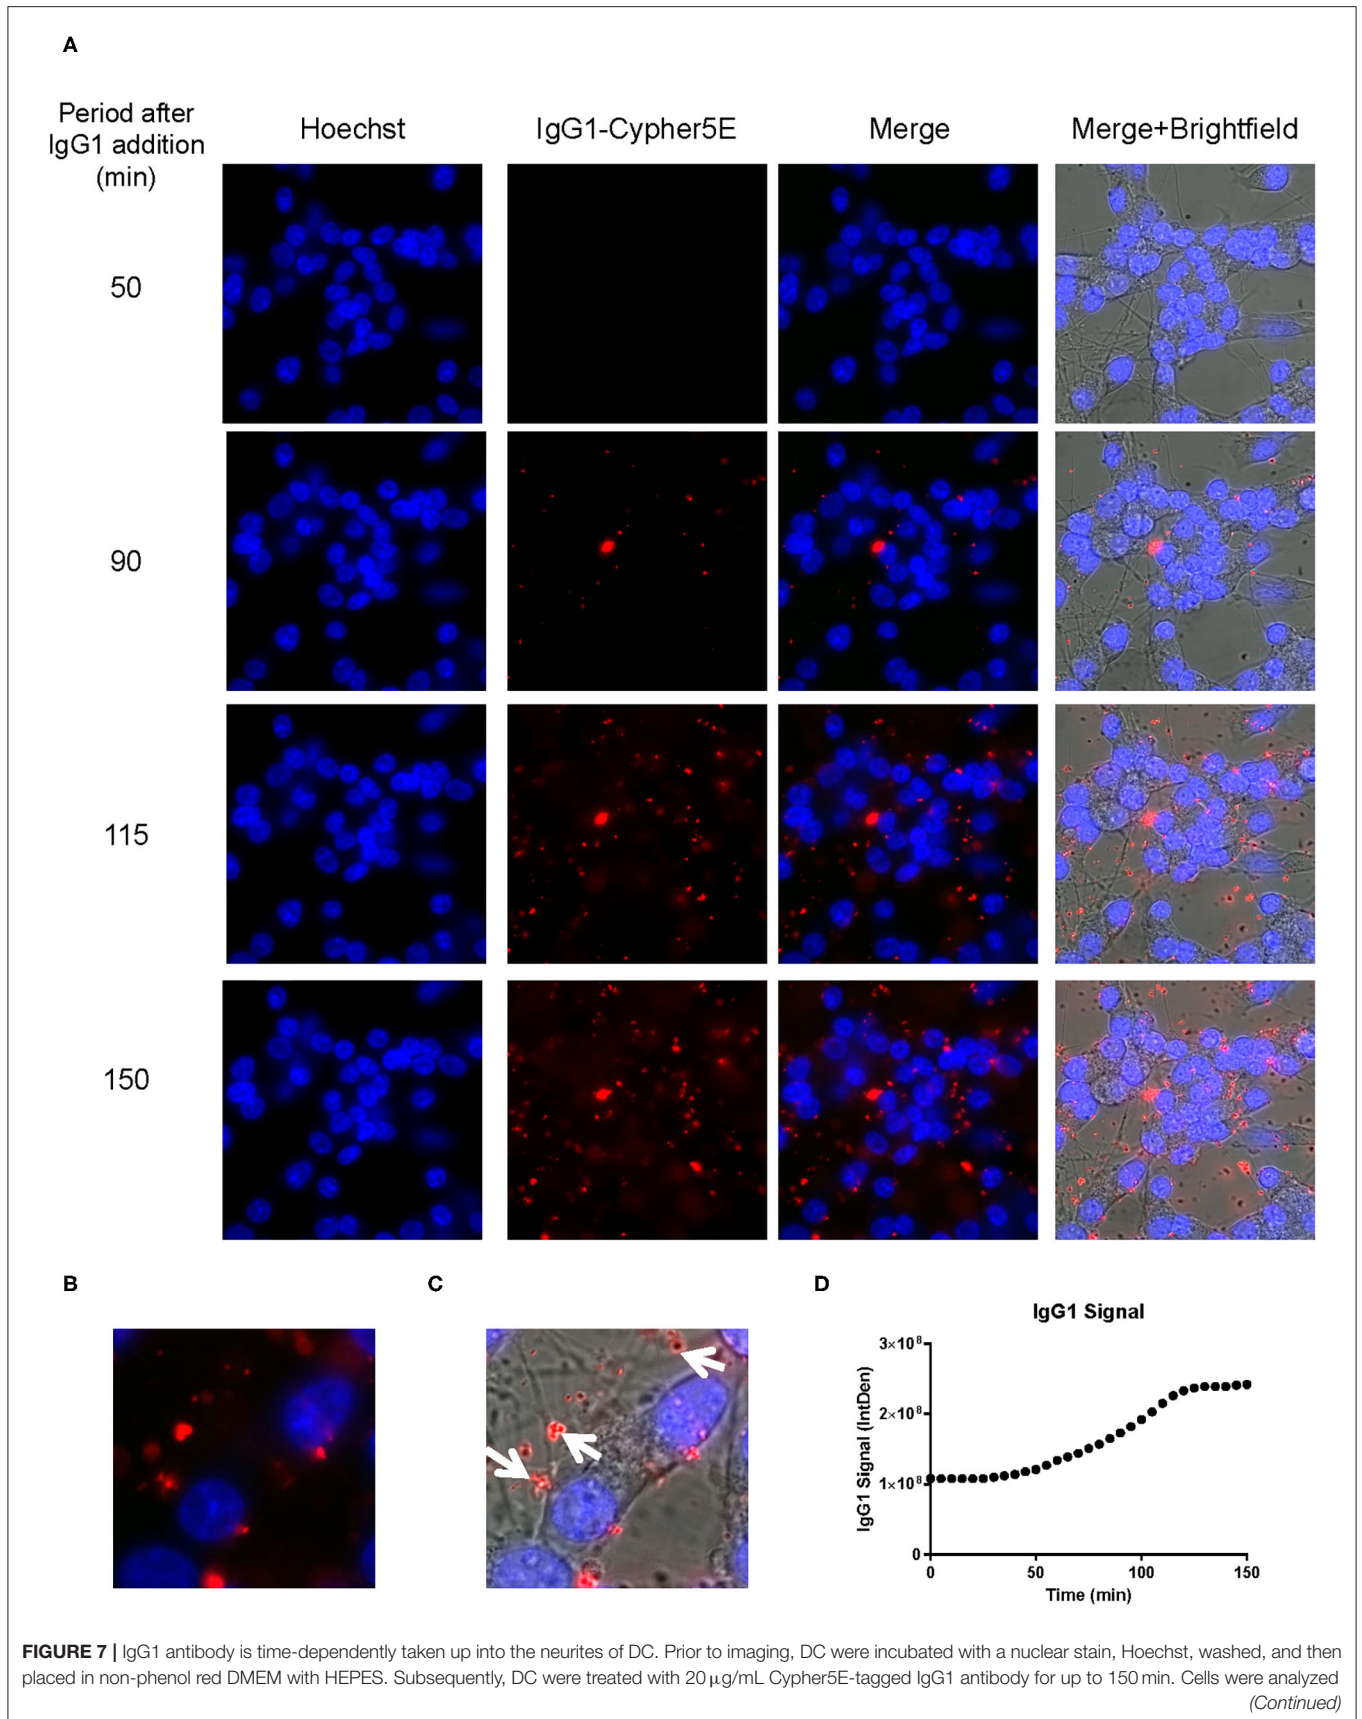 A
Period after
IgG1 addition
(min)
Hoechst
IgG1-Cypher5E
Merge
Merge+Brightfield
50
90
115
150
B
C
D
IgG1 Signal
IgG1 Signal (IntDen)
3×10⁸
2×10⁸
1×10⁸
0
0
50
100
150
Time (min)
FIGURE 7 | IgG1 antibody is time-dependently taken up into the neurites of DC. Prior to imaging, DC were incubated with a nuclear stain, Hoechst, washed, and then
placed in non-phenol red DMEM with HEPES. Subsequently, DC were treated with 20 μg/mL Cypher5E-tagged IgG1 antibody for up to 150 min. Cells were analyzed
(Continued)